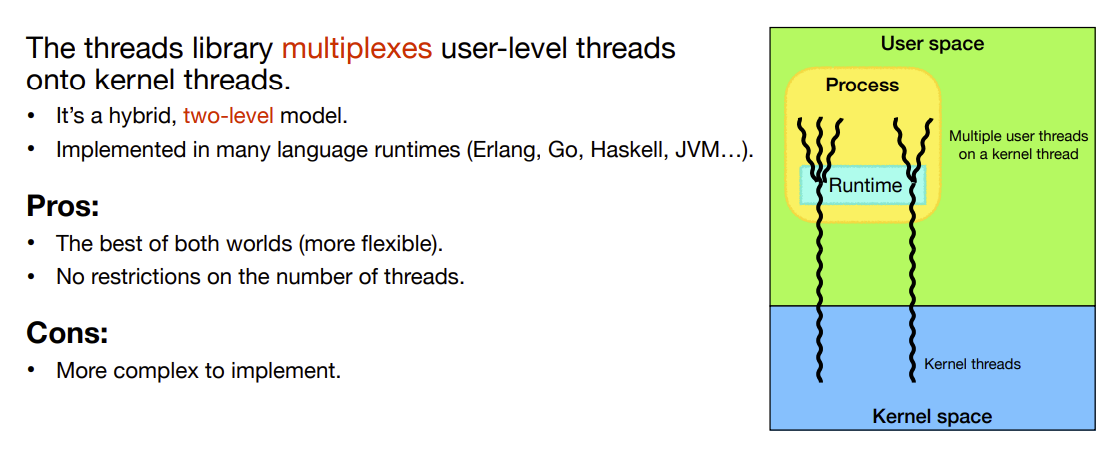 The threads library multiplexes user-level threads
onto kernel threads.
• It’s a hybrid, two-level model.
• Implemented in many language runtimes (Erlang, Go, Haskell, JVM…).
Pros:
• The best of both worlds (more flexible).
• No restrictions on the number of threads.
Cons:
• More complex to implement.
User space
Process
Multiple user threads
on a kernel thread
Runtime
Kernel threads
Kernel space